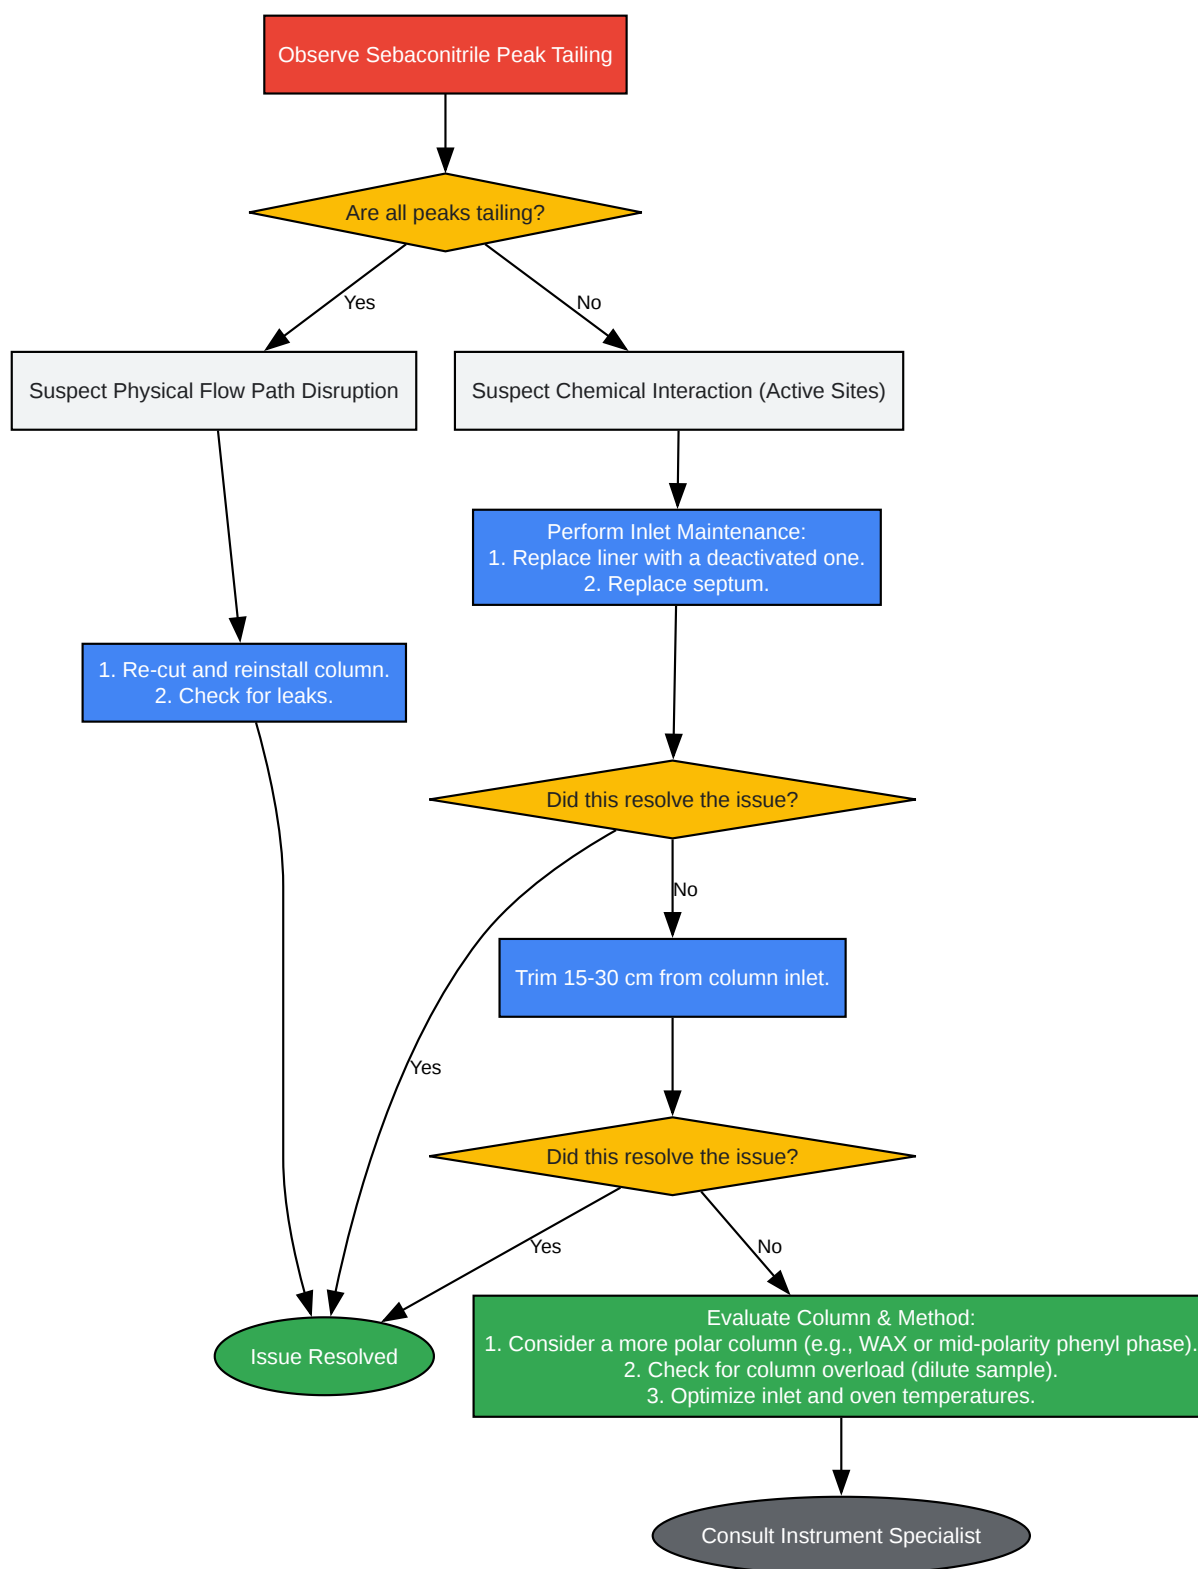 Observe Sebaconitrile Peak Tailing
Are all peaks tailing?
Yes
No
Suspect Physical Flow Path Disruption
Suspect Chemical Interaction (Active Sites)
Perform Inlet Maintenance:
1. Replace liner with a deactivated one.
2. Replace septum.
1. Re-cut and reinstall column.
2. Check for leaks.
Did this resolve the issue?
No
Trim 15-30 cm from column inlet.
Yes
Did this resolve the issue?
Yes
No
Issue Resolved
Evaluate Column & Method:
1. Consider a more polar column (e.g., WAX or mid-polarity phenyl phase).
2. Check for column overload (dilute sample).
3. Optimize inlet and oven temperatures.
Consult Instrument Specialist